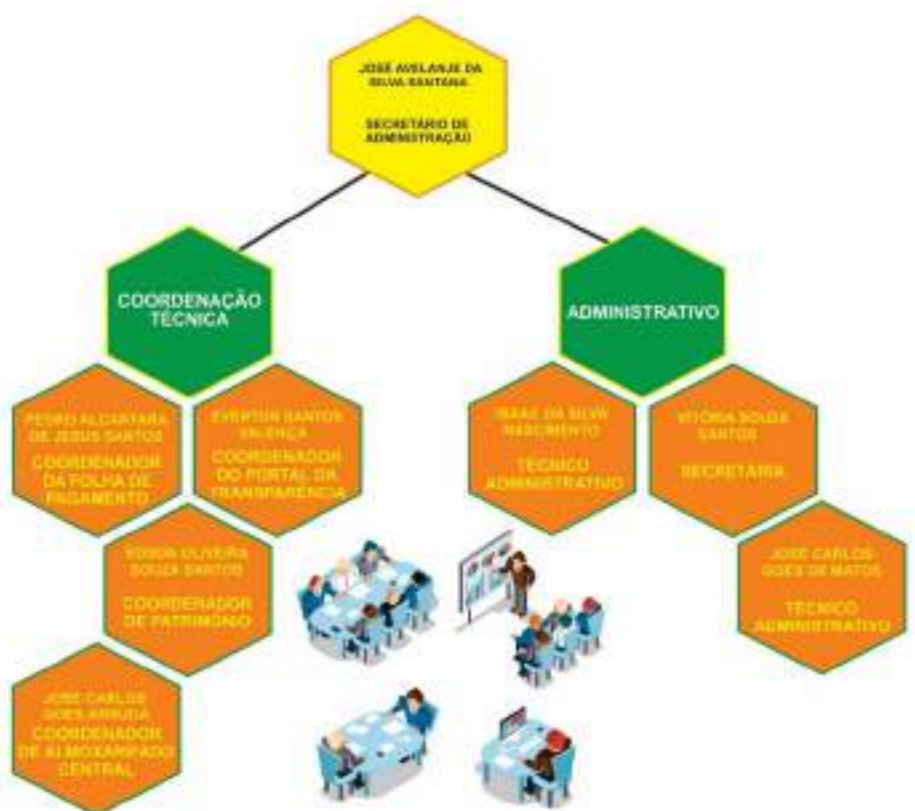 JOSÉ AVELANJE DA
SILVA SANTANA
SECRETÁRIO DE
ADMINISTRAÇÃO
COORDENAÇÃO
TÉCNICA
ADMINISTRATIVO
PEDRO ALCANTARA
DE JESUS SANTOS
COORDENADOR
DA FOLHA DE
PAGAMENTO
EVERTON SANTOS
VALENÇA
COORDENADOR
DO PORTAL DA
TRANSPARÊNCIA
ISAAC DA SILVA
NASCIMENTO
TÉCNICO
ADMINISTRATIVO
VITÓRIA SOUZA
SANTOS
SECRETÁRIA
OLIVEIRA
SOUZA SANTOS
COORDENADOR
DE PATRIMÔNIO
JOSÉ CARLOS
GOES DE MATOS
TÉCNICO
ADMINISTRATIVO
JOSÉ CARLOS
GOES ARRUDA
COORDENADOR
DE ALMOXARIFADO
CENTRAL